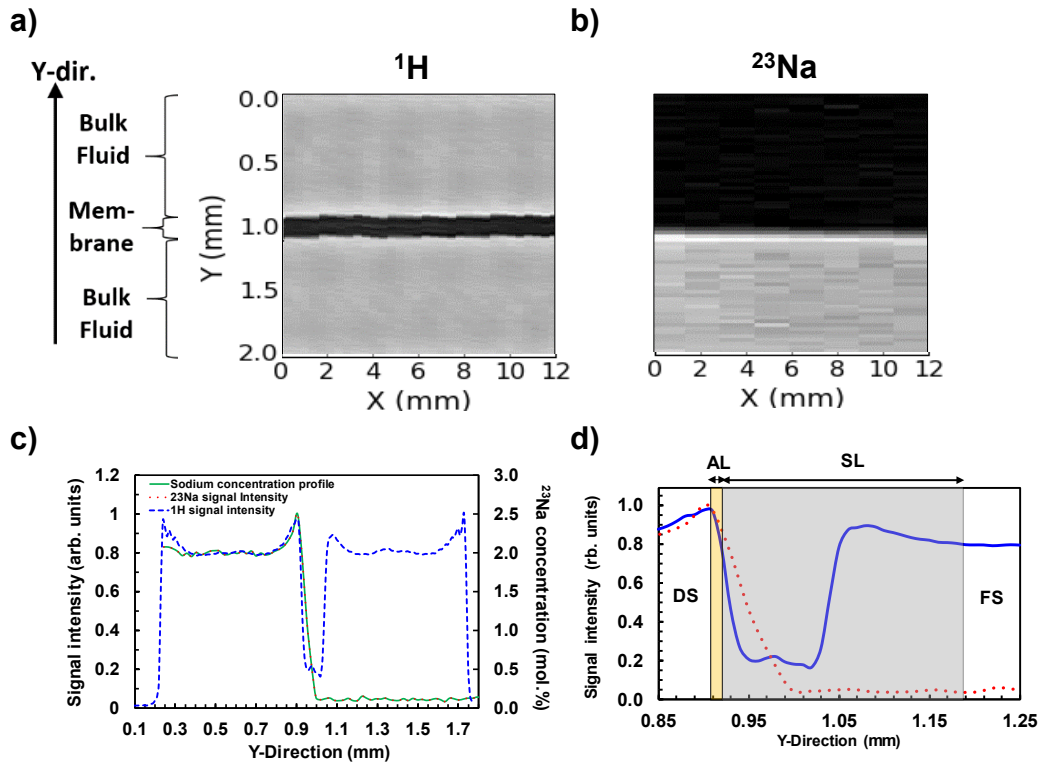 a)
b)
Y-dir.
Bulk
Fluid
Mem-
brane
Bulk
Fluid
¹H
0.0
0.5
1.0
1.5
2.0
Y (mm)
0 2 4 6 8 10 12
X (mm)
²³Na
0 2 4 6 8 10 12
X (mm)
c)
Signal intensity (arb. units)
1.2
1
0.8
0.6
0.4
0.2
0
Sodium concentration profile
23Na signal Intensity
1H signal intensity
3.0
2.5
2.0
1.5
1.0
0.5
0.0
²³Na concentration (mol.%)
0.1 0.3 0.5 0.7 0.9 1.1 1.3 1.5 1.7
Y-Direction (mm)
d)
AL
SL
Signal intensity (rb. units)
1.0
0.8
0.6
0.4
0.2
0.0
DS
FS
0.85 0.95 1.05 1.15 1.25
Y-Direction (mm)